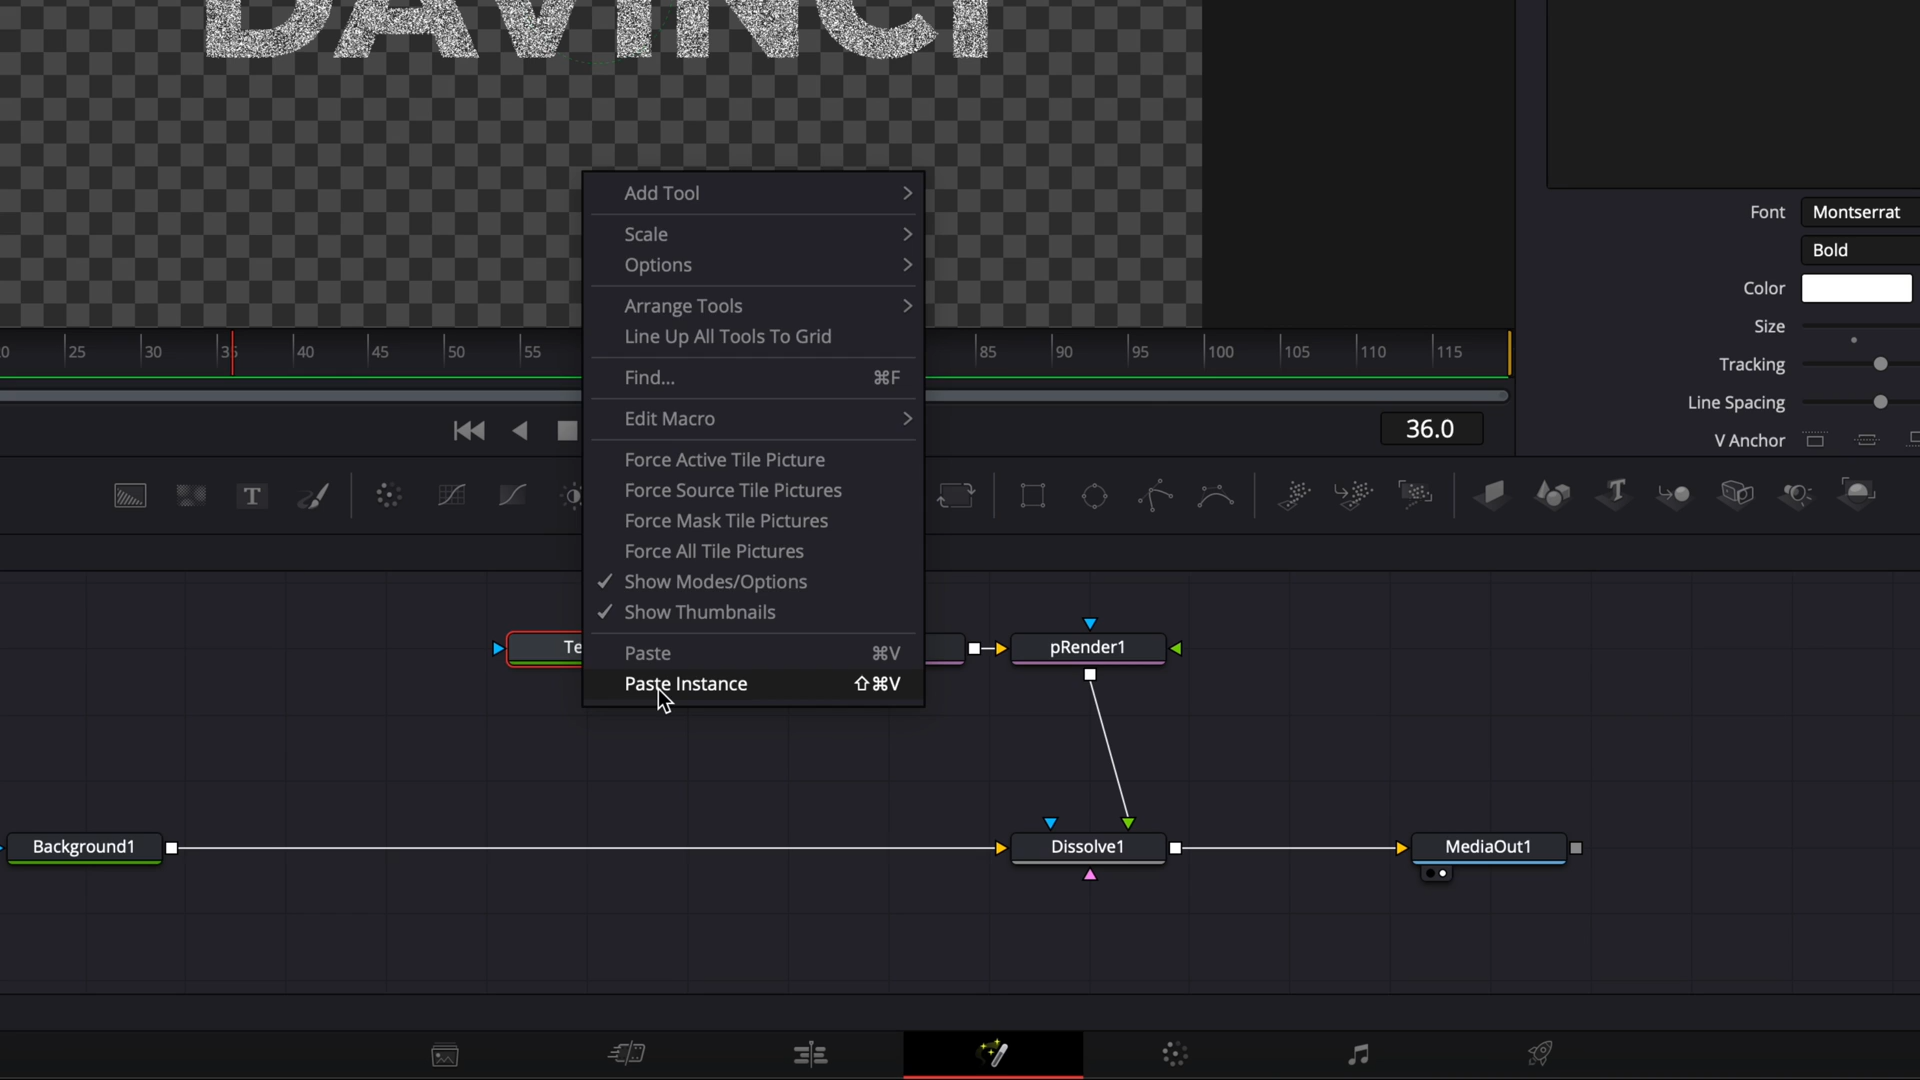 DAVINCI
Add Tool
Scale
Options
Arrange Tools
Line Up All Tools To Grid
Find... ⌘F
Edit Macro
Force Active Tile Picture
Force Source Tile Pictures
Force Mask Tile Pictures
Force All Tile Pictures
✓ Show Modes/Options
✓ Show Thumbnails
Paste ⌘V
Paste Instance ⇧⌘V
Font Montserrat
Bold
Color
Size
Tracking
Line Spacing
V Anchor
25 30 35 40 45 50 55 85 90 95 100 105 110 115
36.0
T
Te
pRender1
Background1
Dissolve1
MediaOut1